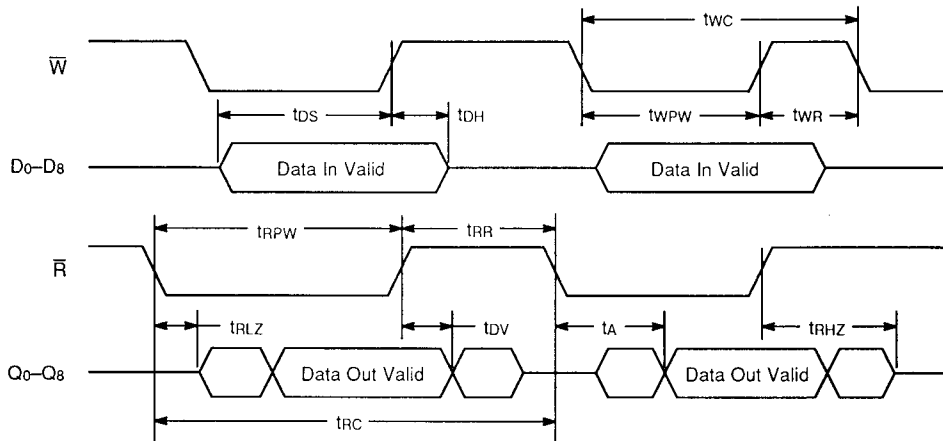 tWC
W
tDS
tDH
tWPW
tWR
D0–D8
Data In Valid
Data In Valid
tRPW
tRR
R
tRLZ
tDV
tA
tRHZ
Q0–Q8
Data Out Valid
Data Out Valid
tRC